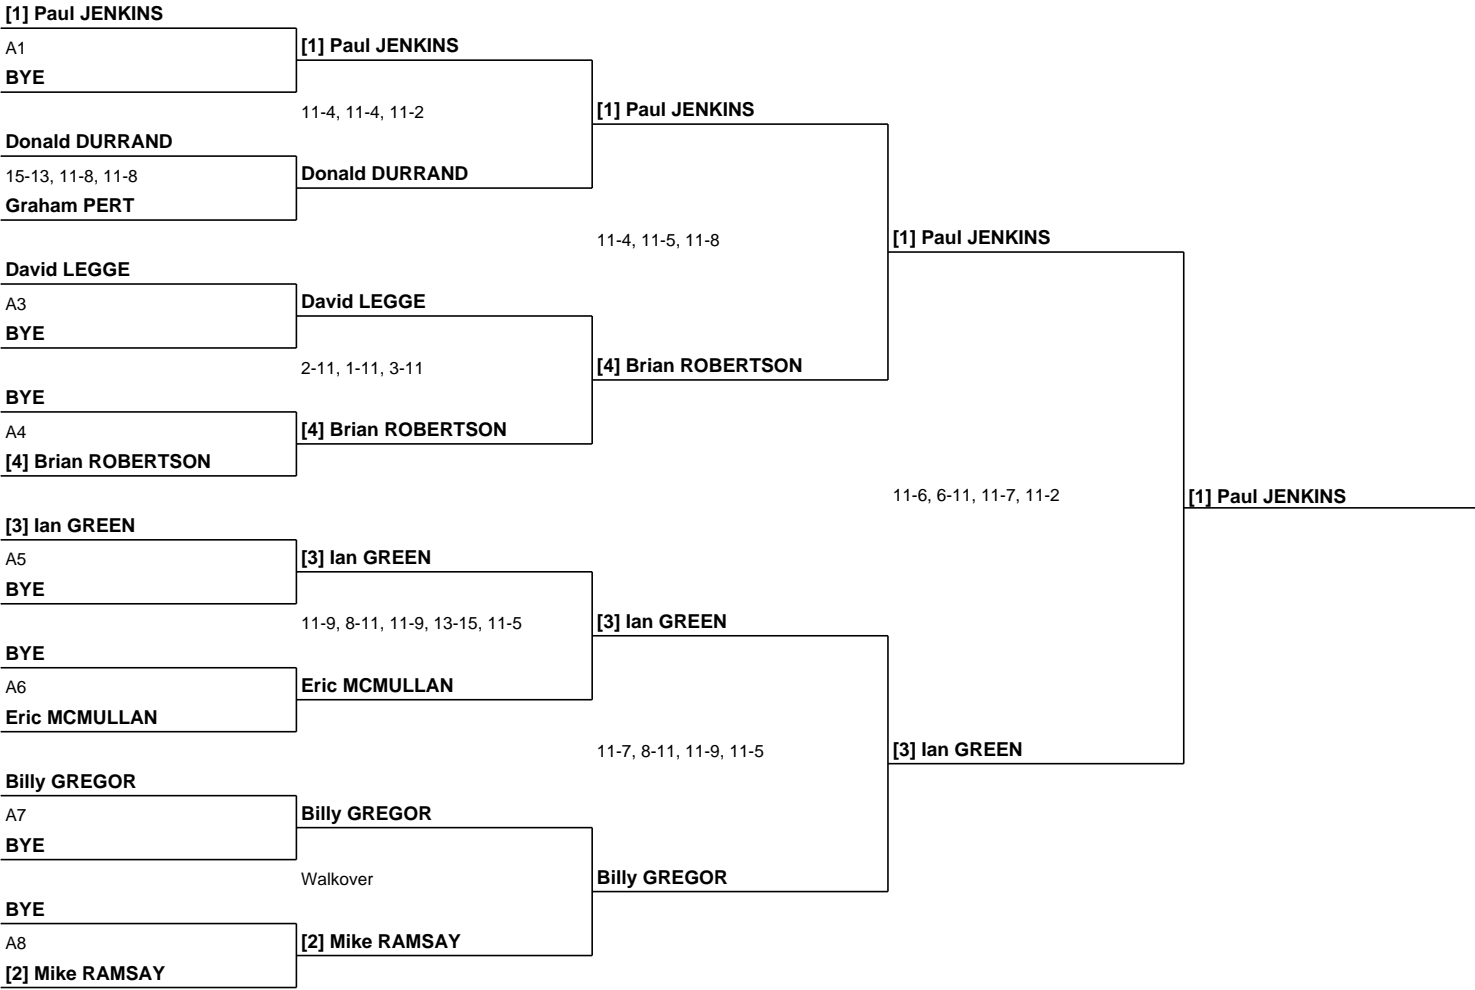 [1] Paul JENKINS
A1
BYE
Donald DURRAND
15-13, 11-8, 11-8
Graham PERT
David LEGGE
A3
BYE
BYE
A4
[4] Brian ROBERTSON
[3] Ian GREEN
A5
BYE
BYE
A6
Eric MCMULLAN
Billy GREGOR
A7
BYE
BYE
A8
[2] Mike RAMSAY
[1] Paul JENKINS
11-4, 11-4, 11-2
Donald DURRAND
David LEGGE
2-11, 1-11, 3-11
[4] Brian ROBERTSON
[3] Ian GREEN
11-9, 8-11, 11-9, 13-15, 11-5
Eric MCMULLAN
Billy GREGOR
Walkover
[2] Mike RAMSAY
[1] Paul JENKINS
11-4, 11-5, 11-8
[4] Brian ROBERTSON
[3] Ian GREEN
11-7, 8-11, 11-9, 11-5
Billy GREGOR
[1] Paul JENKINS
11-6, 6-11, 11-7, 11-2
[3] Ian GREEN
[1] Paul JENKINS